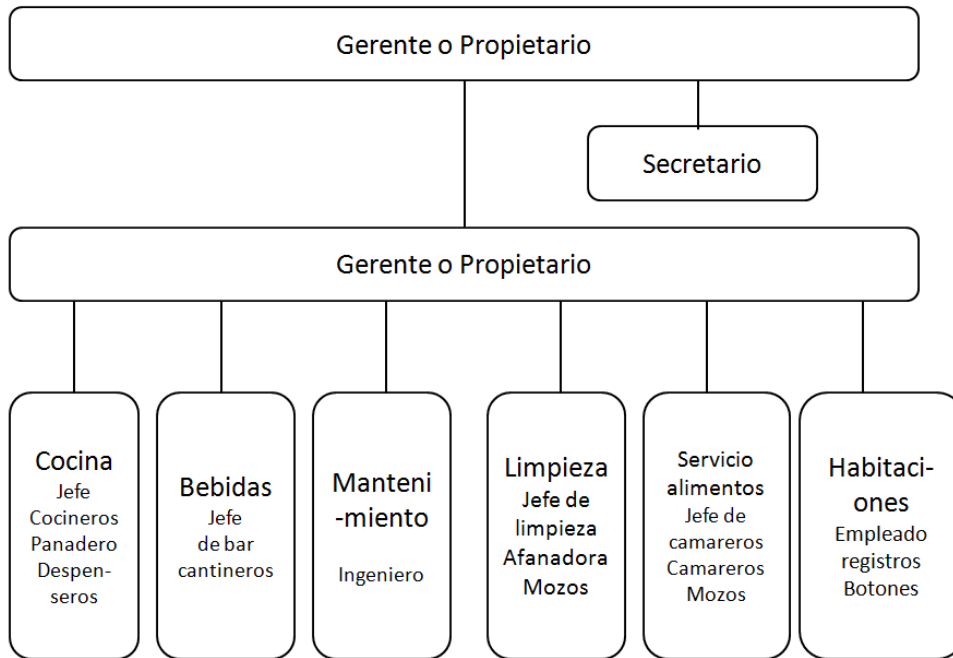 Gerente o Propietario
Secretario
Gerente o Propietario
Cocina
Jefe
Cocineros
Panadero
Despen-
seros
Bebidas
Jefe
de bar
cantineros
Manteni
-miento
Ingeniero
Limpieza
Jefe de
limpieza
Afanadora
Mozos
Servicio
alimentos
Jefe de
camareros
Camareros
Mozos
Habitaci-
ones
Empleado
registros
Botones